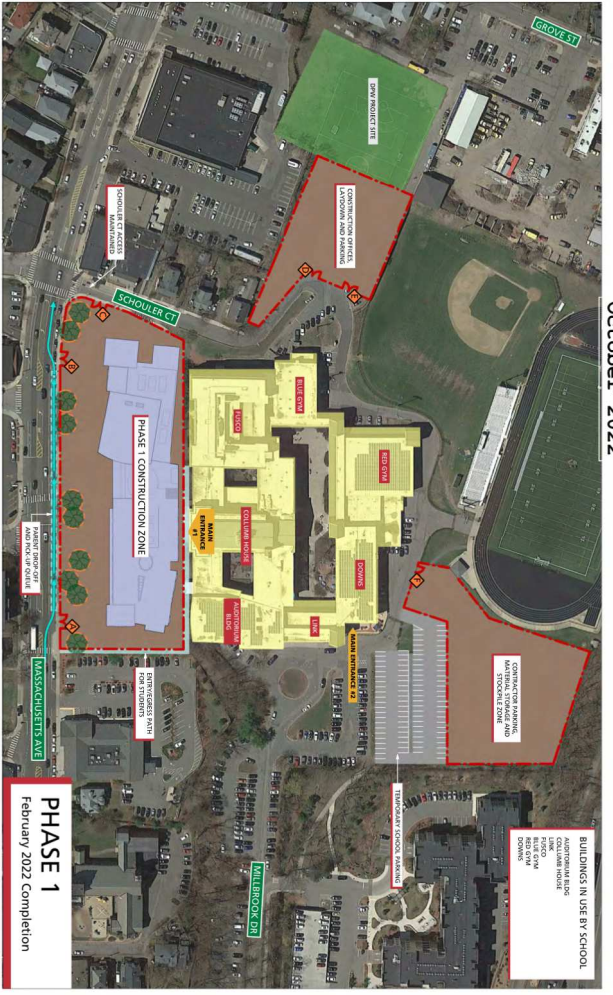 October 2022
GROVE ST
DPW PROJECT SITE
CONSTRUCTION OFFICES,
LAYDOWN AND PARKING
D
E
SCHOULER CT ACCESS
MAINTAINED
SCHOULER CT
C
B
BLUE GYM
FUSCO
RED GYM
PHASE 1 CONSTRUCTION ZONE
MAIN
ENTRANCE
#1
COLLUMB HOUSE
DOWNS
F
AUDITORIUM
BLDG
LINK
MAIN ENTRANCE #2
PARENT DROP-OFF
AND PICK-UP QUEUE
A
MASSACHUSETTS AVE
ENTRY/EGRESS PATH
FOR STUDENTS
CONTRACTOR PARKING,
MATERIAL STORAGE AND
STOCKPILE ZONE
TEMPORARY SCHOOL PARKING
MILLBROOK DR
BUILDINGS IN USE BY SCHOOL
AUDITORIUM BLDG
COLLUMB HOUSE
LINK
FUSCO
BLUE GYM
RED GYM
DOWNS
PHASE 1
February 2022 Completion